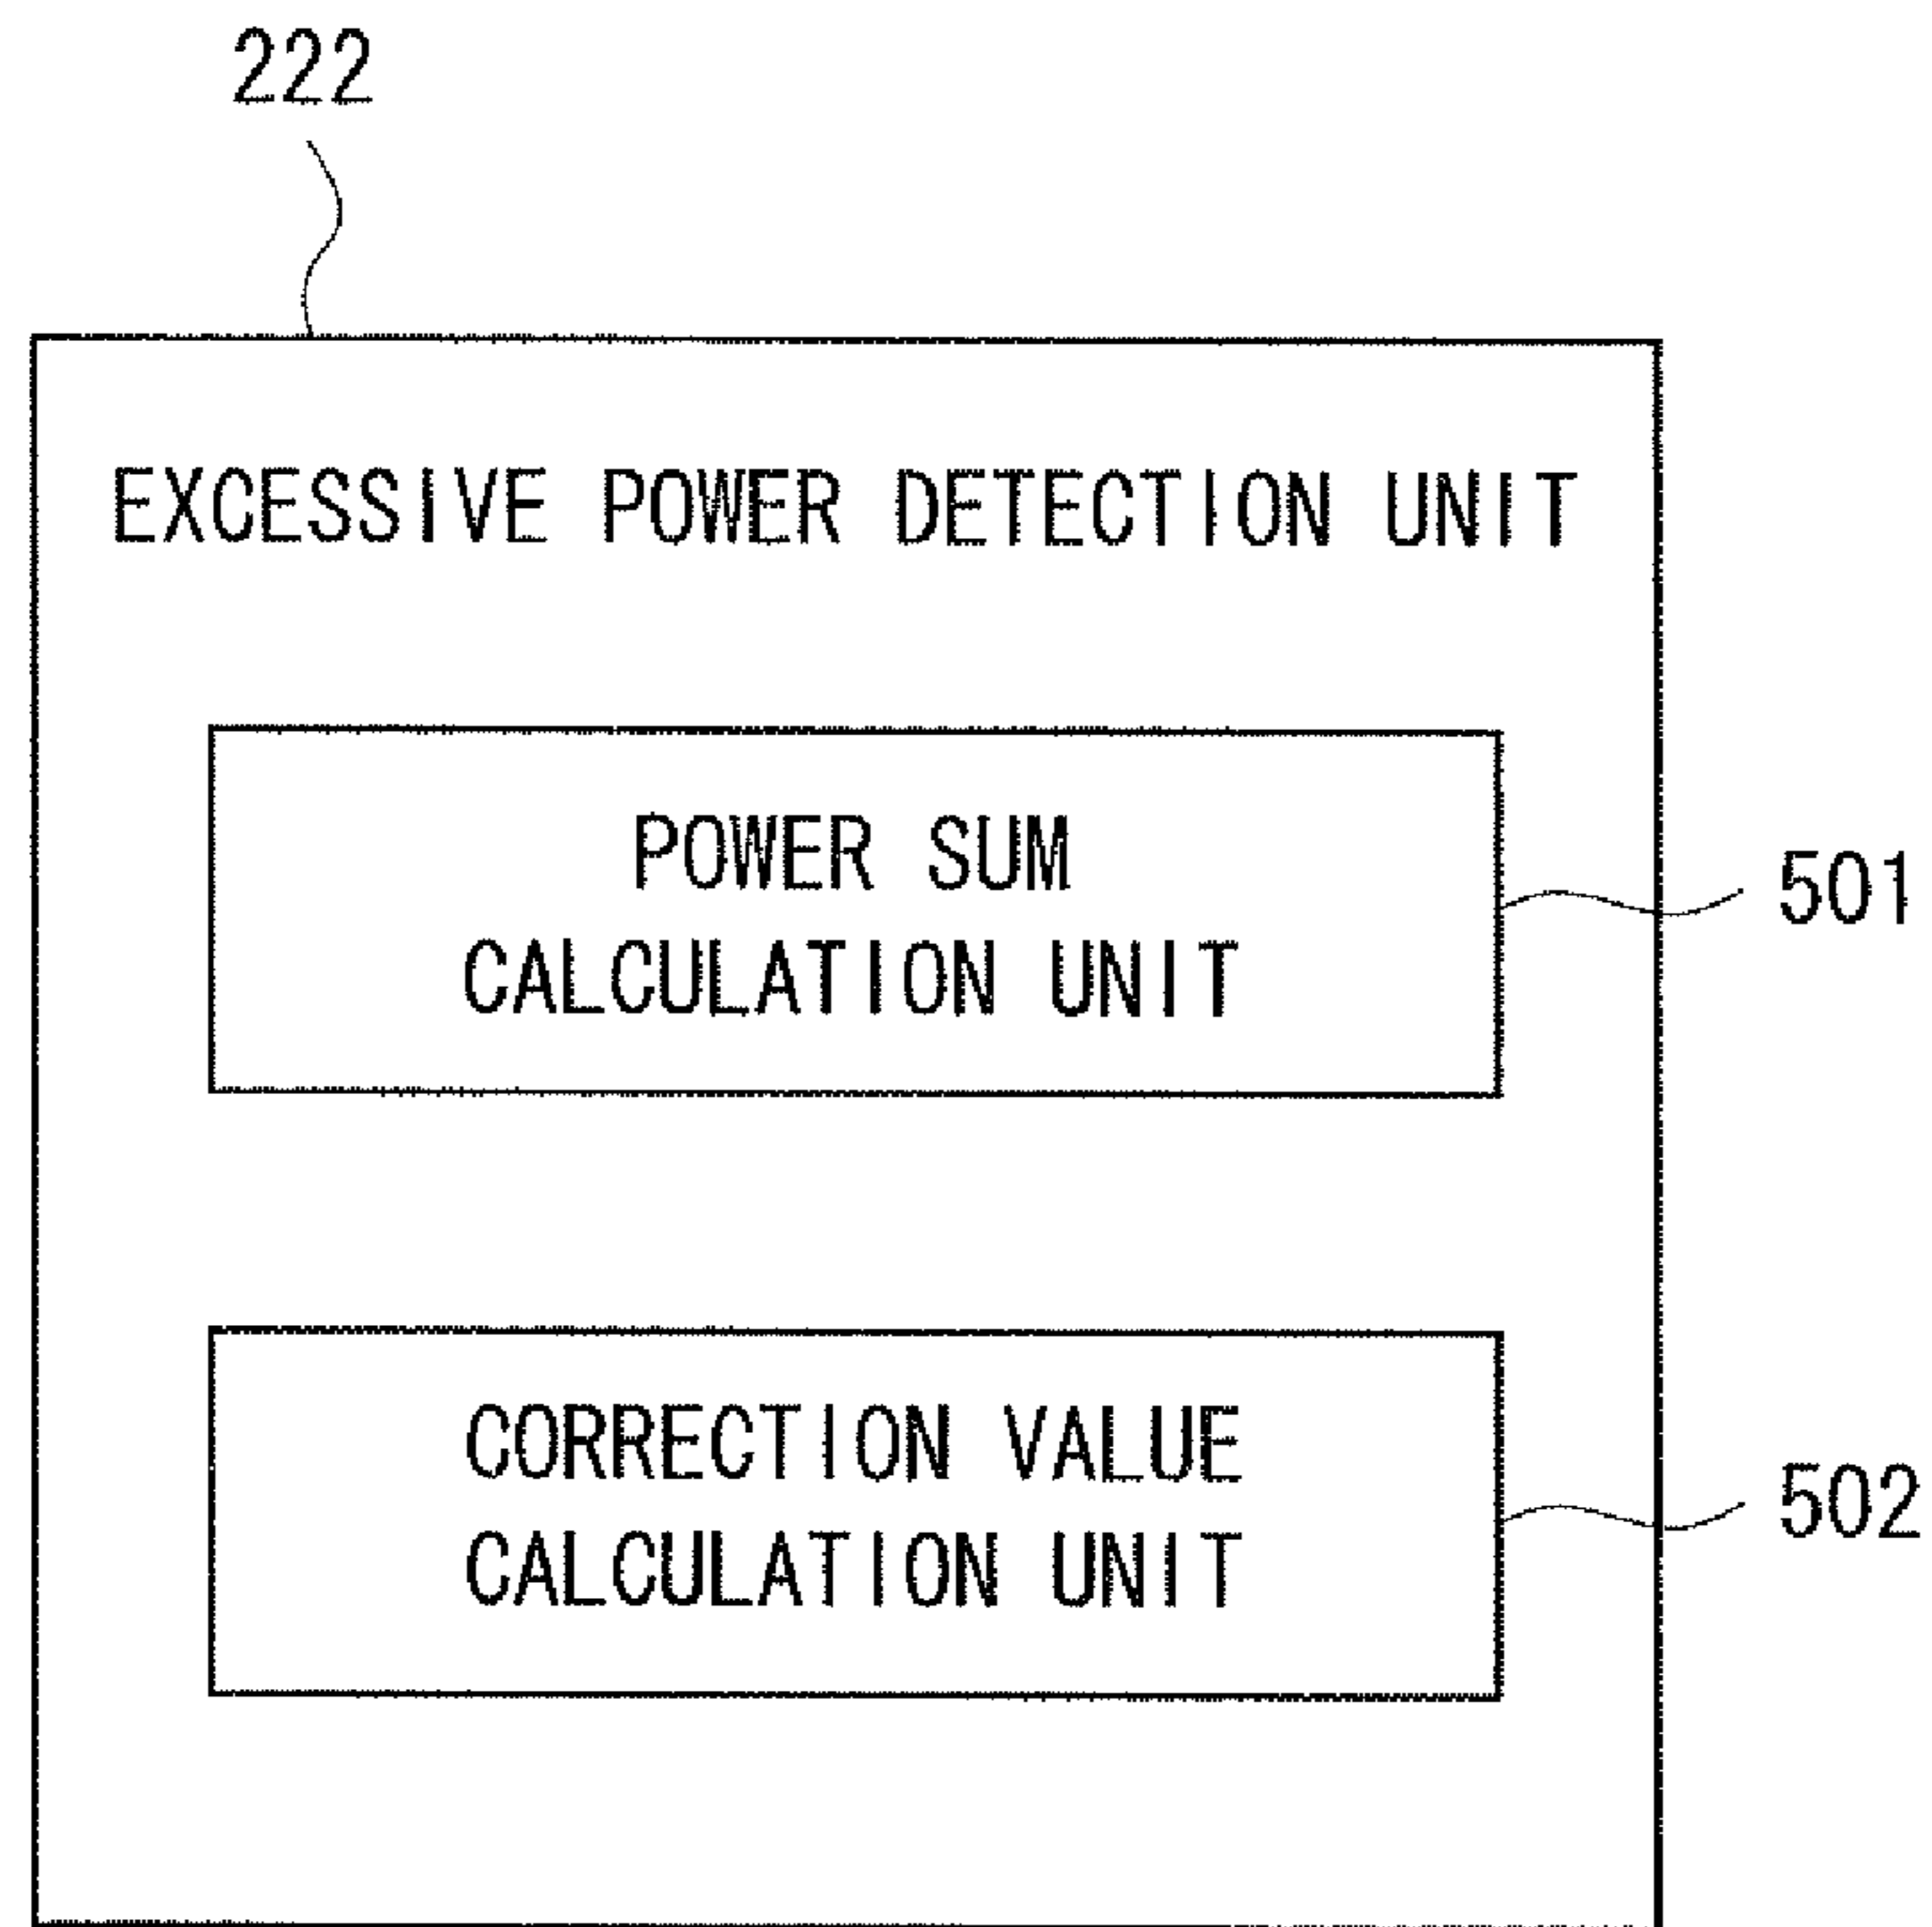 222
EXCESSIVE POWER DETECTION UNIT
POWER SUM
CALCULATION UNIT
501
CORRECTION VALUE
CALCULATION UNIT
502